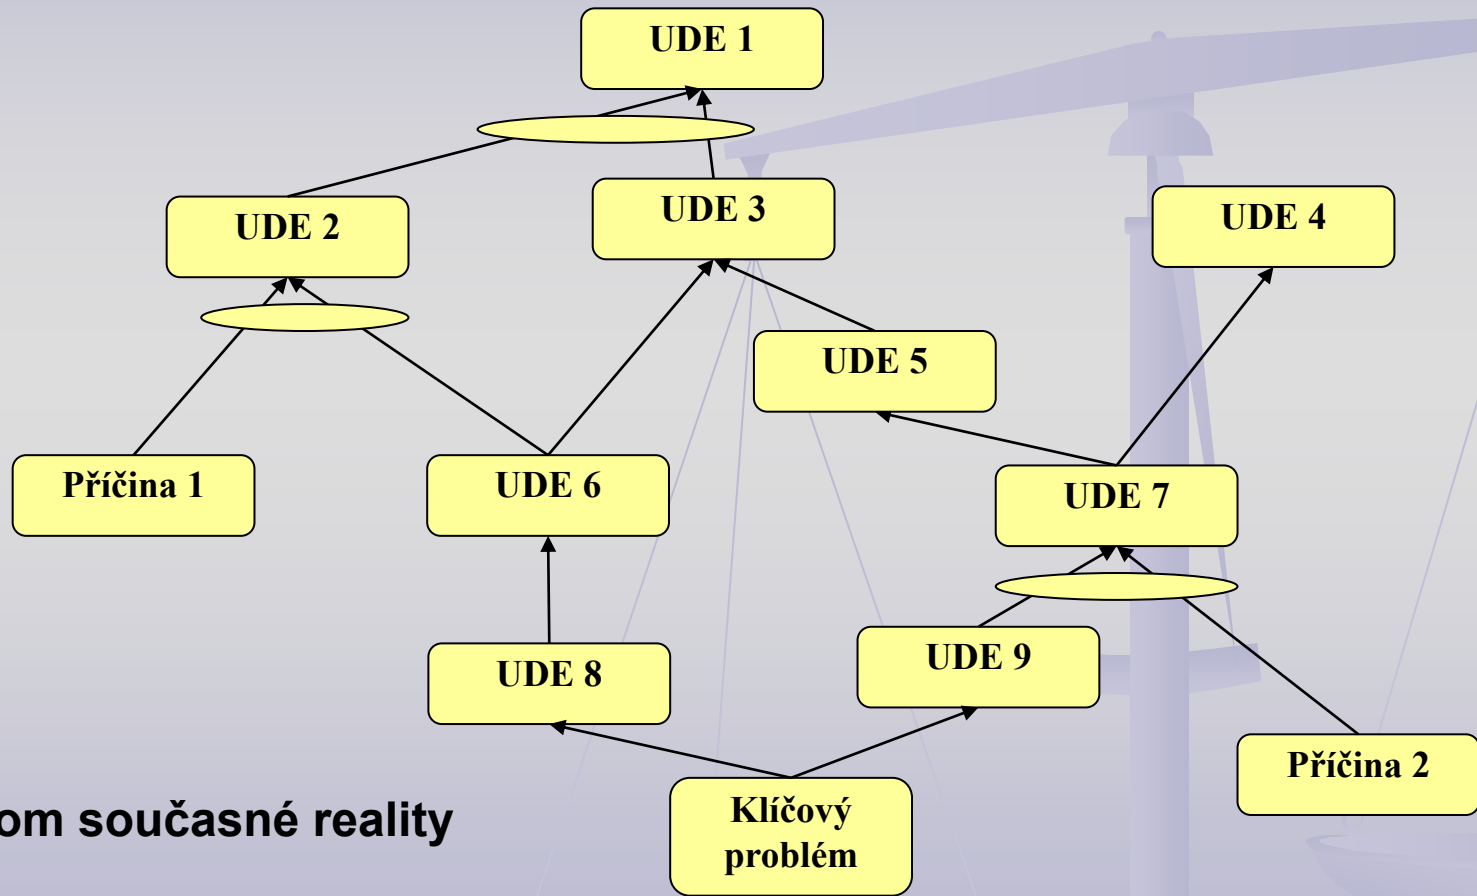 UDE 1
UDE 2
UDE 3
UDE 4
UDE 5
Příčina 1
UDE 6
UDE 7
UDE 8
UDE 9
Příčina 2
Klíčový
problém
om současné reality